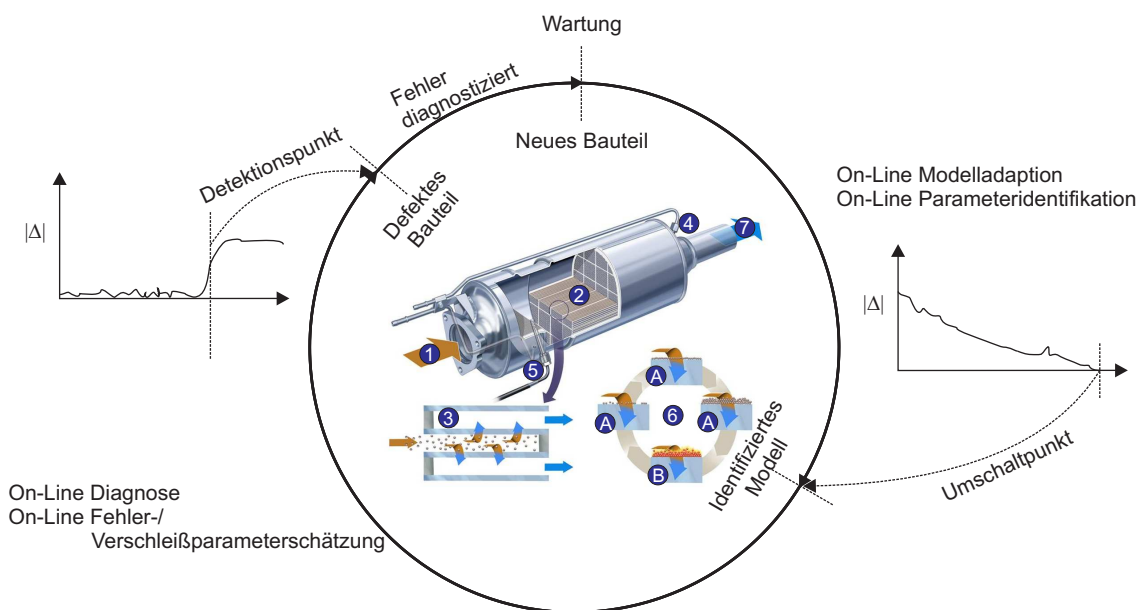 Wartung
Fehler
diagnostiziert
Neues Bauteil
Detektionspunkt
Defektes
Bauteil
|Δ|
On-Line Modelladaption
On-Line Parameteridentifikation
|Δ|
4
7
2
1
5
3
A
A
6
A
B
Identifiziertes
Modell
Umschaltpunkt
On-Line Diagnose
On-Line Fehler-/
Verschleißparameterschätzung